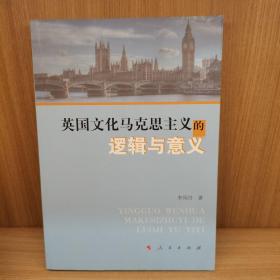 英国文化马克思主义的
逻辑与意义
著
YINGGUO WENHUA
MAKESIZHUYI DE
LUOJI YU YIYI
人民出版社